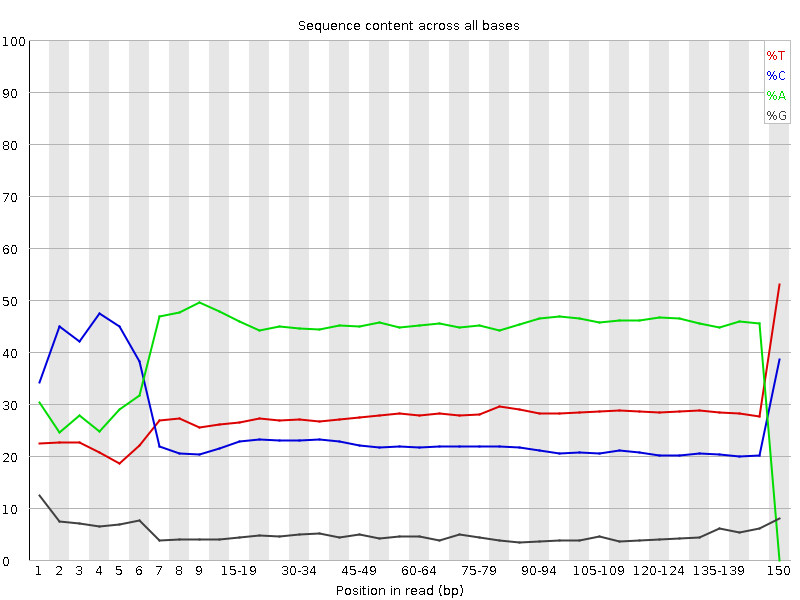 Sequence content across all bases
100
90
80
70
60
50
40
30
20
10
0
%T
%C
%A
%G
1 2 3 4 5 6 7 8 9 15-19 30-34 45-49 60-64 75-79 90-94 105-109 120-124 135-139 150
Position in read (bp)